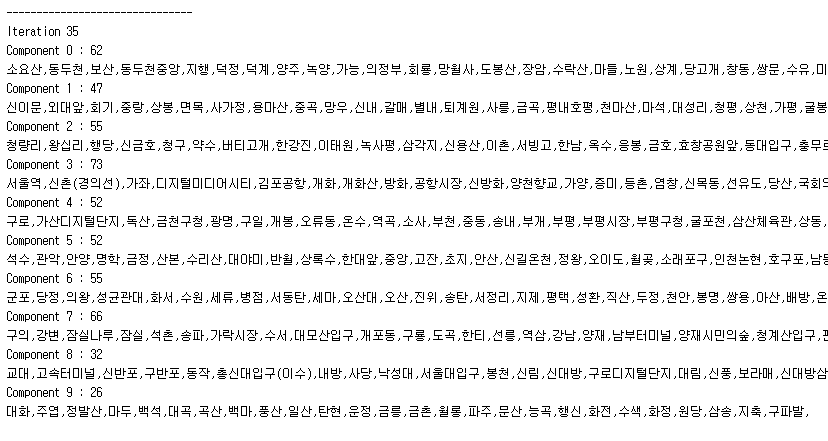 -------------------------------
Iteration 35
Component 0 : 62
소요산,동두천,보산,동두천중앙,지행,덕정,덕계,양주,녹양,가능,의정부,회룡,망월사,도봉산,장암,수락산,마들,노원,상계,당고개,창동,쌍문,수유,미
Component 1 : 47
신이문,외대앞,회기,중랑,상봉,면목,사가정,용마산,중곡,망우,신내,갈매,별내,퇴계원,사릉,금곡,평내호평,천마산,마석,대성리,청평,상천,가평,굴봉
Component 2 : 55
청량리,왕십리,행당,신금호,청구,약수,버티고개,한강진,이태원,녹사평,삼각지,신용산,이촌,서빙고,한남,옥수,응봉,금호,효창공원앞,동대입구,충무로
Component 3 : 73
서울역,신촌(경의선),가좌,디지털미디어시티,김포공항,개화,개화산,방화,공항시장,신방화,양천향교,가양,증미,등촌,염창,신목동,선유도,당산,국회의
Component 4 : 52
구로,가산디지털단지,독산,금천구청,광명,구일,개봉,오류동,온수,역곡,소사,부천,중동,송내,부개,부평,부평시장,부평구청,굴포천,삼산체육관,상동,
Component 5 : 52
석수,관악,안양,명학,금정,산본,수리산,대야미,반월,상록수,한대앞,중앙,고잔,초지,안산,신길온천,정왕,오이도,월곶,소래포구,인천논현,호구포,남동
Component 6 : 55
군포,당정,의왕,성균관대,화서,수원,세류,병점,서동탄,세마,오산대,오산,진위,송탄,서정리,지제,평택,성환,직산,두정,천안,봉명,쌍용,아산,배방,온
Component 7 : 66
구의,강변,잠실나루,잠실,석촌,송파,가락시장,수서,대모산입구,개포동,구룡,도곡,한티,선릉,역삼,강남,양재,남부터미널,양재시민의숲,청계산입구,판
Component 8 : 32
교대,고속터미널,신반포,구반포,동작,총신대입구(이수),내방,사당,낙성대,서울대입구,봉천,신림,신대방,구로디지털단지,대림,신풍,보라매,신대방삼
Component 9 : 26
대화,주엽,정발산,마두,백석,대곡,곡산,백마,풍산,일산,탄현,운정,금릉,금촌,월롱,파주,문산,능곡,행신,화전,수색,화정,원당,삼송,지축,구파발,